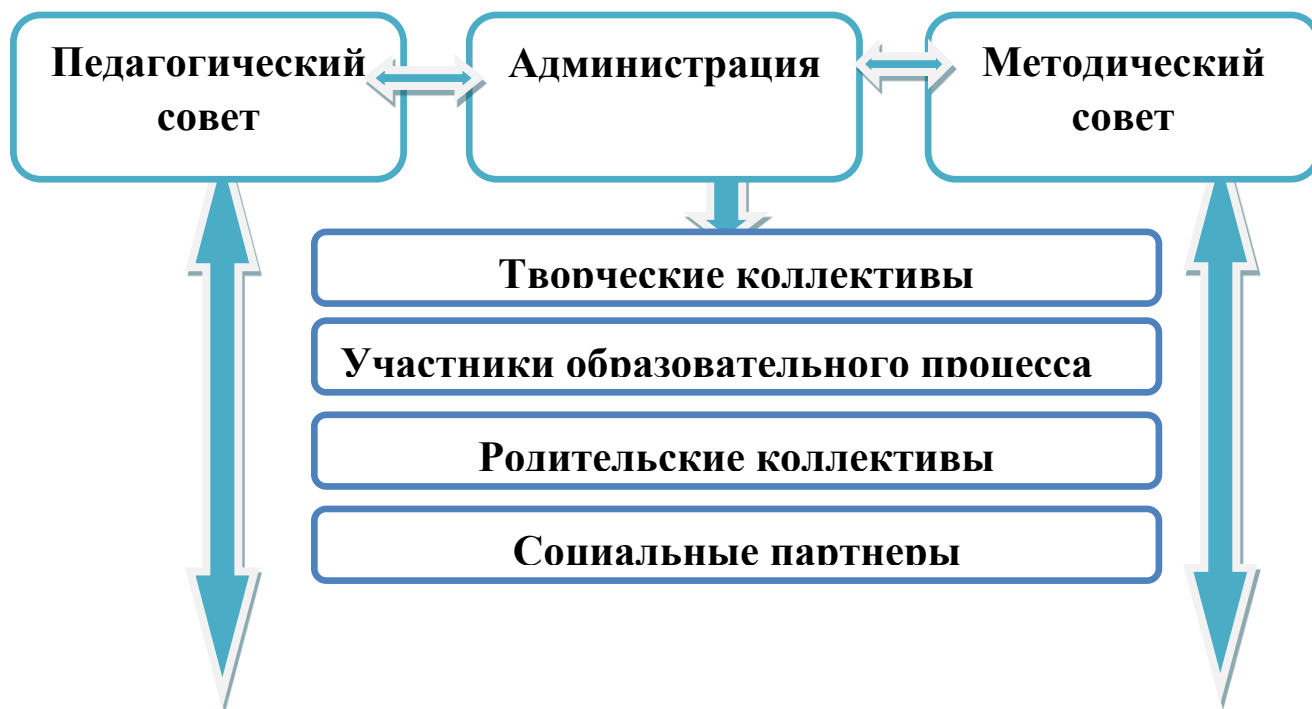 Педагогический
совет
Администрация
Методический
совет
Творческие коллективы
Участники образовательного процесса
Родительские коллективы
Социальные партнеры